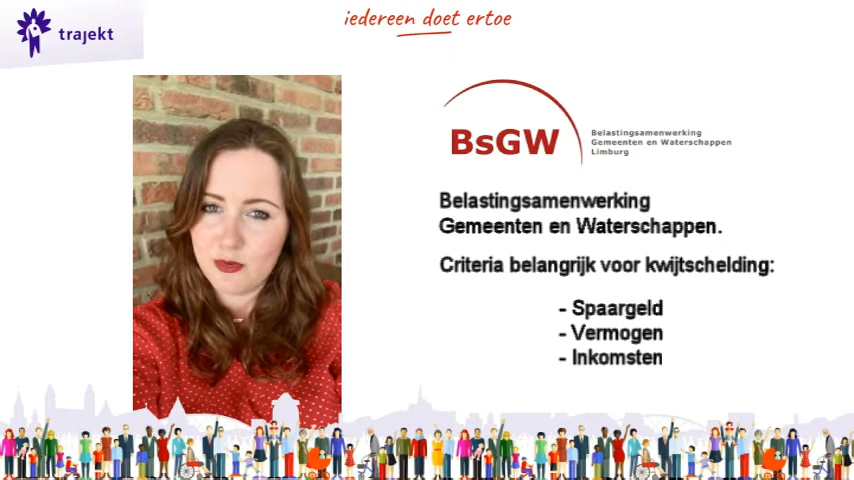 trajekt
iedereen doet ertoe
BsGW
Belastingsamenwerking
Gemeenten en Waterschappen
Limburg
Belastingsamenwerking
Gemeenten en Waterschappen.
Criteria belangrijk voor kwijtschelding:
- Spaargeld
- Vermogen
- Inkomsten